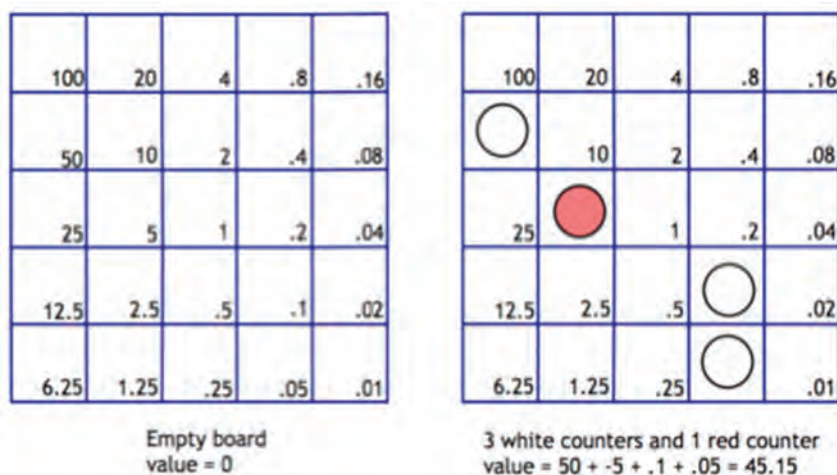 100 20 4 .8 .16
50 10 2 .4 .08
25 5 1 .2 .04
12.5 2.5 .5 .1 .02
6.25 1.25 .25 .05 .01
Empty board
value = 0
100 20 4 .8 .16
10 2 .4 .08
25 1 .2 .04
12.5 2.5 .5 .02
6.25 1.25 .25 .01
3 white counters and 1 red counter
value = 50 + -5 + .1 + .05 = 45.15